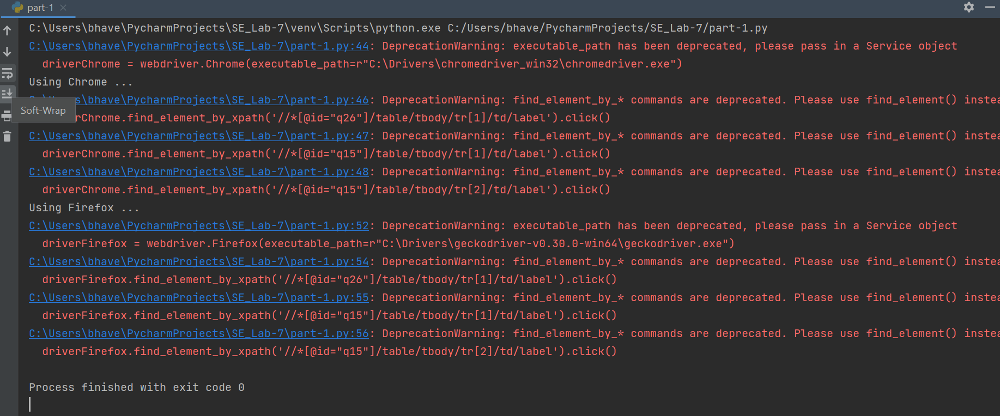 part-1
C:\Users\bhave\PycharmProjects\SE_Lab-7\venv\Scripts\python.exe C:/Users/bhave/PycharmProjects/SE_Lab-7/part-1.py
C:\Users\bhave\PycharmProjects\SE_Lab-7\part-1.py:44: DeprecationWarning: executable_path has been deprecated, please pass in a Service object
driverChrome = webdriver.Chrome(executable_path=r"C:\Drivers\chromedriver_win32\chromedriver.exe")
Using Chrome ...
s\bhave\PycharmProjects\SE_Lab-7\part-1.py:46: DeprecationWarning: find_element_by_* commands are deprecated. Please use find_element() instea
Soft-Wrap
rChrome.find_element_by_xpath('//*[@id="q26"]/table/tbody/tr[1]/td/label').click()
C:\Users\bhave\PycharmProjects\SE_Lab-7\part-1.py:47: DeprecationWarning: find_element_by_* commands are deprecated. Please use find_element() instea
driverChrome.find_element_by_xpath('//*[@id="q15"]/table/tbody/tr[1]/td/label').click()
C:\Users\bhave\PycharmProjects\SE_Lab-7\part-1.py:48: DeprecationWarning: find_element_by_* commands are deprecated. Please use find_element() instea
driverChrome.find_element_by_xpath('//*[@id="q15"]/table/tbody/tr[2]/td/label').click()
Using Firefox ...
C:\Users\bhave\PycharmProjects\SE_Lab-7\part-1.py:52: DeprecationWarning: executable_path has been deprecated, please pass in a Service object
driverFirefox = webdriver.Firefox(executable_path=r"C:\Drivers\geckodriver-v0.30.0-win64\geckodriver.exe")
C:\Users\bhave\PycharmProjects\SE_Lab-7\part-1.py:54: DeprecationWarning: find_element_by_* commands are deprecated. Please use find_element() instea
driverFirefox.find_element_by_xpath('//*[@id="q26"]/table/tbody/tr[1]/td/label').click()
C:\Users\bhave\PycharmProjects\SE_Lab-7\part-1.py:55: DeprecationWarning: find_element_by_* commands are deprecated. Please use find_element() instea
driverFirefox.find_element_by_xpath('//*[@id="q15"]/table/tbody/tr[1]/td/label').click()
C:\Users\bhave\PycharmProjects\SE_Lab-7\part-1.py:56: DeprecationWarning: find_element_by_* commands are deprecated. Please use find_element() instea
driverFirefox.find_element_by_xpath('//*[@id="q15"]/table/tbody/tr[2]/td/label').click()
Process finished with exit code 0